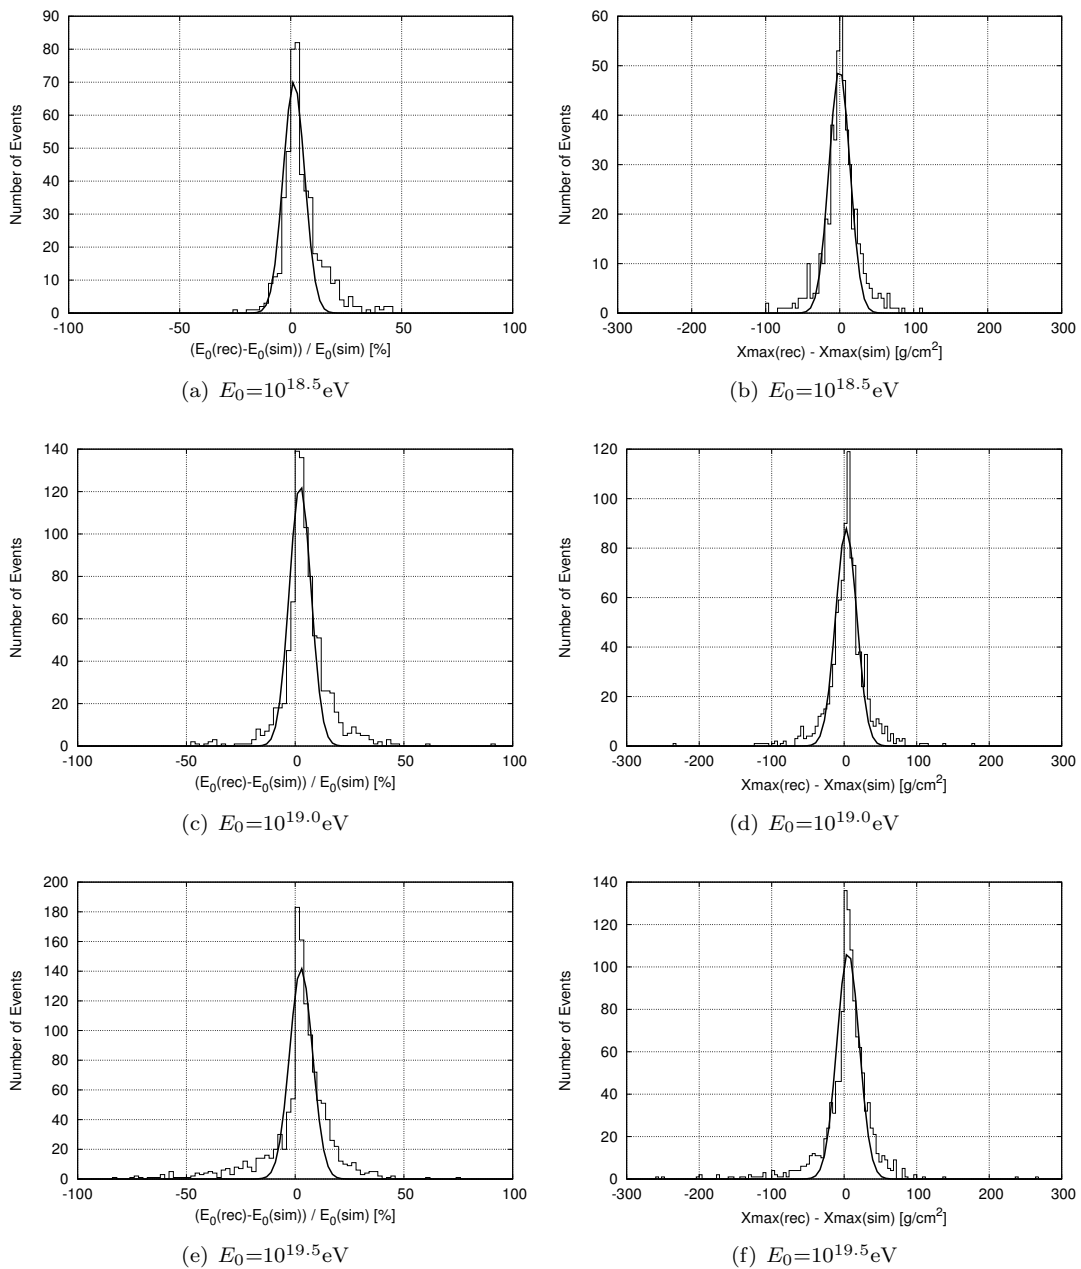 Number of Events
90
80
70
60
50
40
30
20
10
0
-100 -50 0 50 100
(E0(rec)-E0(sim)) / E0(sim) [%]
(a) E0=10^18.5eV
Number of Events
60
50
40
30
20
10
0
-300 -200 -100 0 100 200 300
Xmax(rec) - Xmax(sim) [g/cm^2]
(b) E0=10^18.5eV
Number of Events
140
120
100
80
60
40
20
0
-100 -50 0 50 100
(E0(rec)-E0(sim)) / E0(sim) [%]
(c) E0=10^19.0eV
Number of Events
120
100
80
60
40
20
0
-300 -200 -100 0 100 200 300
Xmax(rec) - Xmax(sim) [g/cm^2]
(d) E0=10^19.0eV
Number of Events
200
180
160
140
120
100
80
60
40
20
0
-100 -50 0 50 100
(E0(rec)-E0(sim)) / E0(sim) [%]
(e) E0=10^19.5eV
Number of Events
140
120
100
80
60
40
20
0
-300 -200 -100 0 100 200 300
Xmax(rec) - Xmax(sim) [g/cm^2]
(f) E0=10^19.5eV